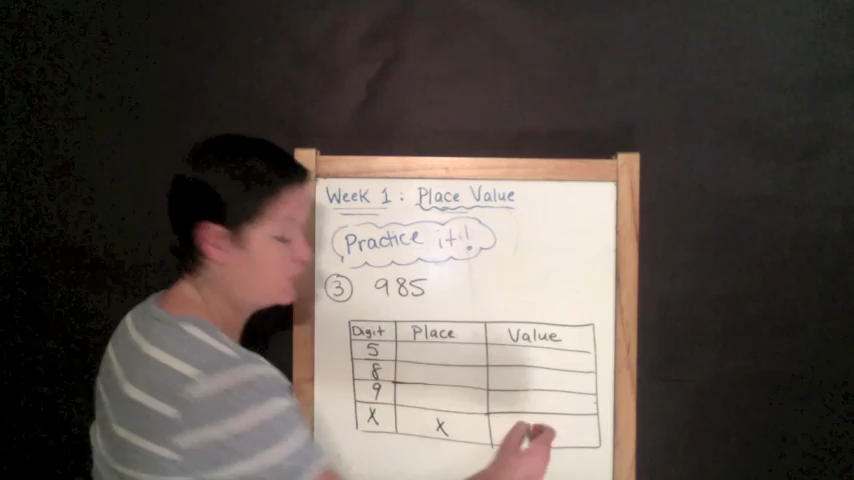 Week 1: Place Value
Practice it!
3 985
Digit Place Value
5
8
9
X X